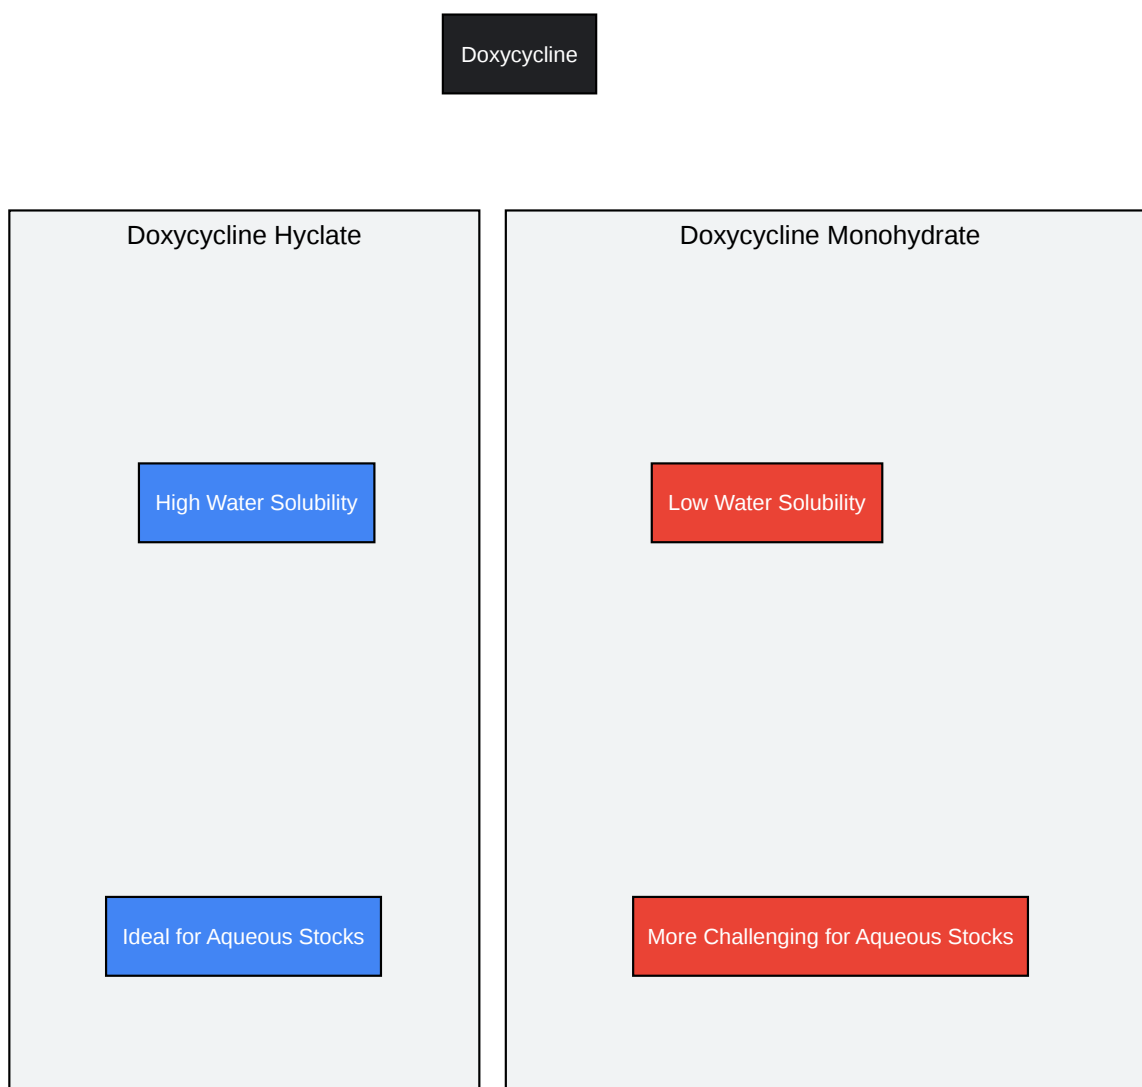 Doxycycline
Doxycycline Hyclate
High Water Solubility
Ideal for Aqueous Stocks
Doxycycline Monohydrate
Low Water Solubility
More Challenging for Aqueous Stocks